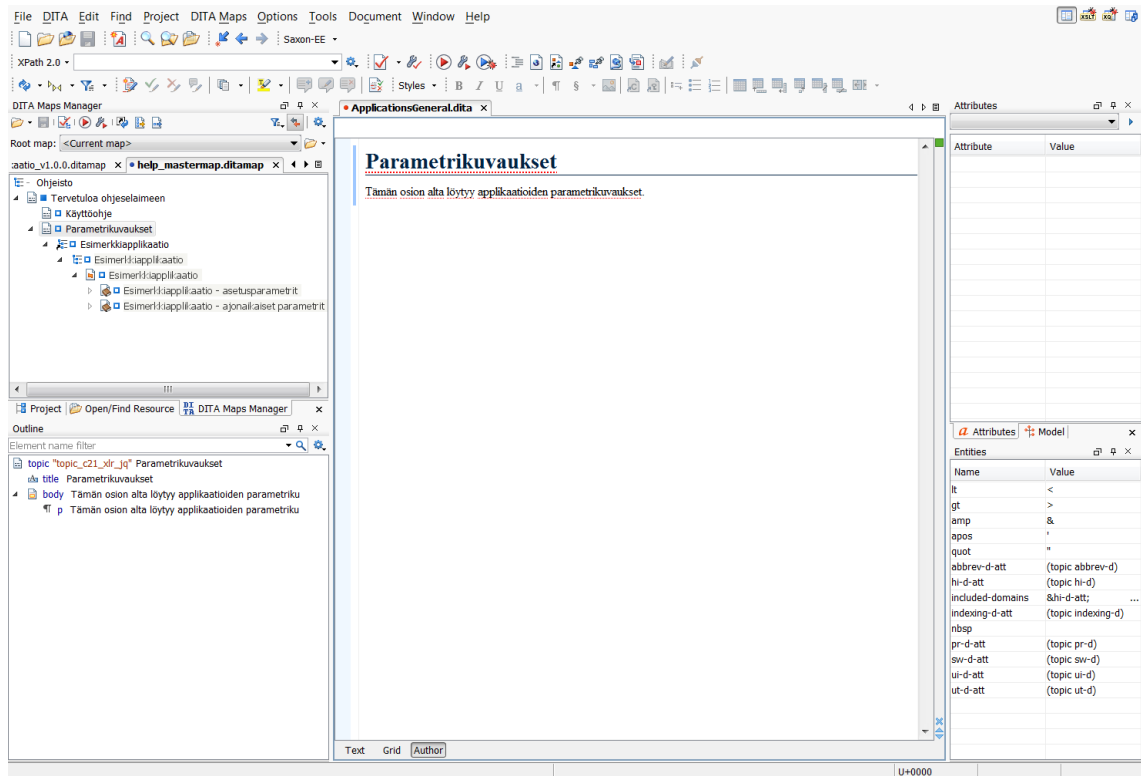 File DITA Edit Find Project DITA Maps Options Tools Document Window Help
Saxon-EE
XPath 2.0
Styles B I U a ¶ §
DITA Maps Manager
Root map: <Current map>
:aatio_v1.0.0.ditamap × help_mastermap.ditamap ×
Ohjeisto
Tervetuloa ohjeselaimeen
Käyttöohje
Parametrikuvaukset
Esimerkkiapplikaatio
Esimerkkiapplikaatio
Esimerkkiapplikaatio
Esimerkkiapplikaatio - asetusparametrit
Esimerkkiapplikaatio - ajonaikaiset parametrit
Project Open/Find Resource DITA DITA Maps Manager ×
Outline
Element name filter
topic "topic_c21_xlr_jq" Parametrikuvaukset
title Parametrikuvaukset
body Tämän osion alta löytyy applikaatioiden parametriku
¶ p Tämän osion alta löytyy applikaatioiden parametriku
ApplicationsGeneral.dita ×
Parametrikuvaukset
Tämän osion alta löytyy applikaatioiden parametrikuvaukset.
Text Grid Author
Attributes
Attribute Value
a Attributes Model ×
Entities
Name Value
lt <
gt >
amp &
apos '
quot "
abbrev-d-att (topic abbrev-d)
hi-d-att (topic hi-d)
included-domains &hi-d-att; ...
indexing-d-att (topic indexing-d)
nbsp
pr-d-att (topic pr-d)
sw-d-att (topic sw-d)
ui-d-att (topic ui-d)
ut-d-att (topic ut-d)
U+0000